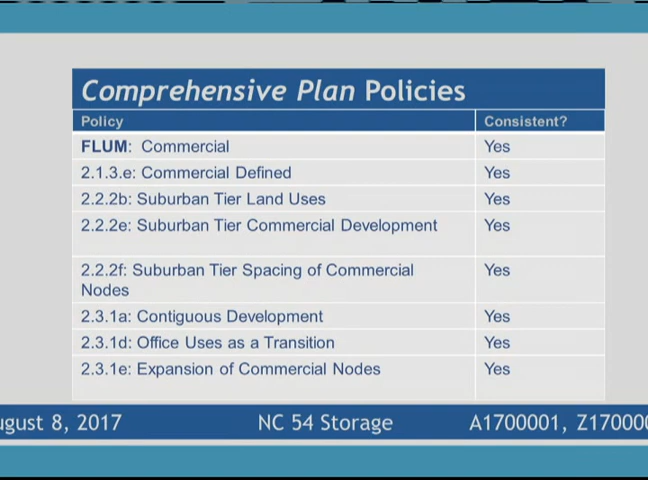 Comprehensive Plan Policies
Policy Consistent?
FLUM: Commercial Yes
2.1.3.e: Commercial Defined Yes
2.2.2b: Suburban Tier Land Uses Yes
2.2.2e: Suburban Tier Commercial Development Yes
2.2.2f: Suburban Tier Spacing of Commercial Yes
Nodes
2.3.1a: Contiguous Development Yes
2.3.1d: Office Uses as a Transition Yes
2.3.1e: Expansion of Commercial Nodes Yes
ugust 8, 2017 NC 54 Storage A1700001, Z170000